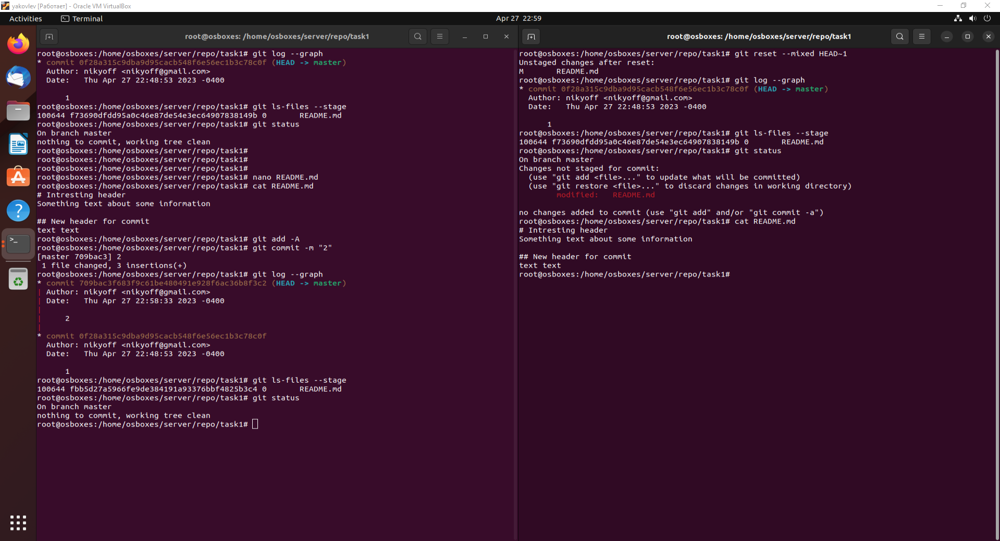 yakovlev [Работает] - Oracle VM VirtualBox
Activities
Terminal
Apr 27 22:59
root@osboxes: /home/osboxes/server/repo/task1
root@osboxes:/home/osboxes/server/repo/task1# git log --graph
* commit 0f28a315c9dba9d95cacb548f6e56ec1b3c78c0f (HEAD -> master)
Author: nikyoff <nikyoff@gmail.com>
Date:   Thu Apr 27 22:48:53 2023 -0400
1
root@osboxes:/home/osboxes/server/repo/task1# git ls-files --stage
100644 f73690dfdd95a0c46e87de54e3ec64907838149b 0       README.md
root@osboxes:/home/osboxes/server/repo/task1# git status
On branch master
nothing to commit, working tree clean
root@osboxes:/home/osboxes/server/repo/task1#
root@osboxes:/home/osboxes/server/repo/task1#
root@osboxes:/home/osboxes/server/repo/task1#
root@osboxes:/home/osboxes/server/repo/task1# nano README.md
root@osboxes:/home/osboxes/server/repo/task1# cat README.md
# Intresting header
Something text about some information
## New header for commit
text text
root@osboxes:/home/osboxes/server/repo/task1# git add -A
root@osboxes:/home/osboxes/server/repo/task1# git commit -m "2"
[master 709bac3] 2
1 file changed, 3 insertions(+)
root@osboxes:/home/osboxes/server/repo/task1# git log --graph
* commit 709bac3f683f9c61be480491e928f6ac36b8f3c2 (HEAD -> master)
| Author: nikyoff <nikyoff@gmail.com>
| Date:   Thu Apr 27 22:58:33 2023 -0400
|
|     2
|
* commit 0f28a315c9dba9d95cacb548f6e56ec1b3c78c0f
Author: nikyoff <nikyoff@gmail.com>
Date:   Thu Apr 27 22:48:53 2023 -0400
1
root@osboxes:/home/osboxes/server/repo/task1# git ls-files --stage
100644 fbb5d27a5966fe9de384191a93376bbf4825b3c4 0       README.md
root@osboxes:/home/osboxes/server/repo/task1# git status
On branch master
nothing to commit, working tree clean
root@osboxes:/home/osboxes/server/repo/task1#
root@osboxes: /home/osboxes/server/repo/task1
root@osboxes:/home/osboxes/server/repo/task1# git reset --mixed HEAD~1
Unstaged changes after reset:
M       README.md
root@osboxes:/home/osboxes/server/repo/task1# git log --graph
* commit 0f28a315c9dba9d95cacb548f6e56ec1b3c78c0f (HEAD -> master)
Author: nikyoff <nikyoff@gmail.com>
Date:   Thu Apr 27 22:48:53 2023 -0400
1
root@osboxes:/home/osboxes/server/repo/task1# git ls-files --stage
100644 f73690dfdd95a0c46e87de54e3ec64907838149b 0       README.md
root@osboxes:/home/osboxes/server/repo/task1# git status
On branch master
Changes not staged for commit:
(use "git add <file>..." to update what will be committed)
(use "git restore <file>..." to discard changes in working directory)
modified:   README.md
no changes added to commit (use "git add" and/or "git commit -a")
root@osboxes:/home/osboxes/server/repo/task1# cat README.md
# Intresting header
Something text about some information
## New header for commit
text text
root@osboxes:/home/osboxes/server/repo/task1#